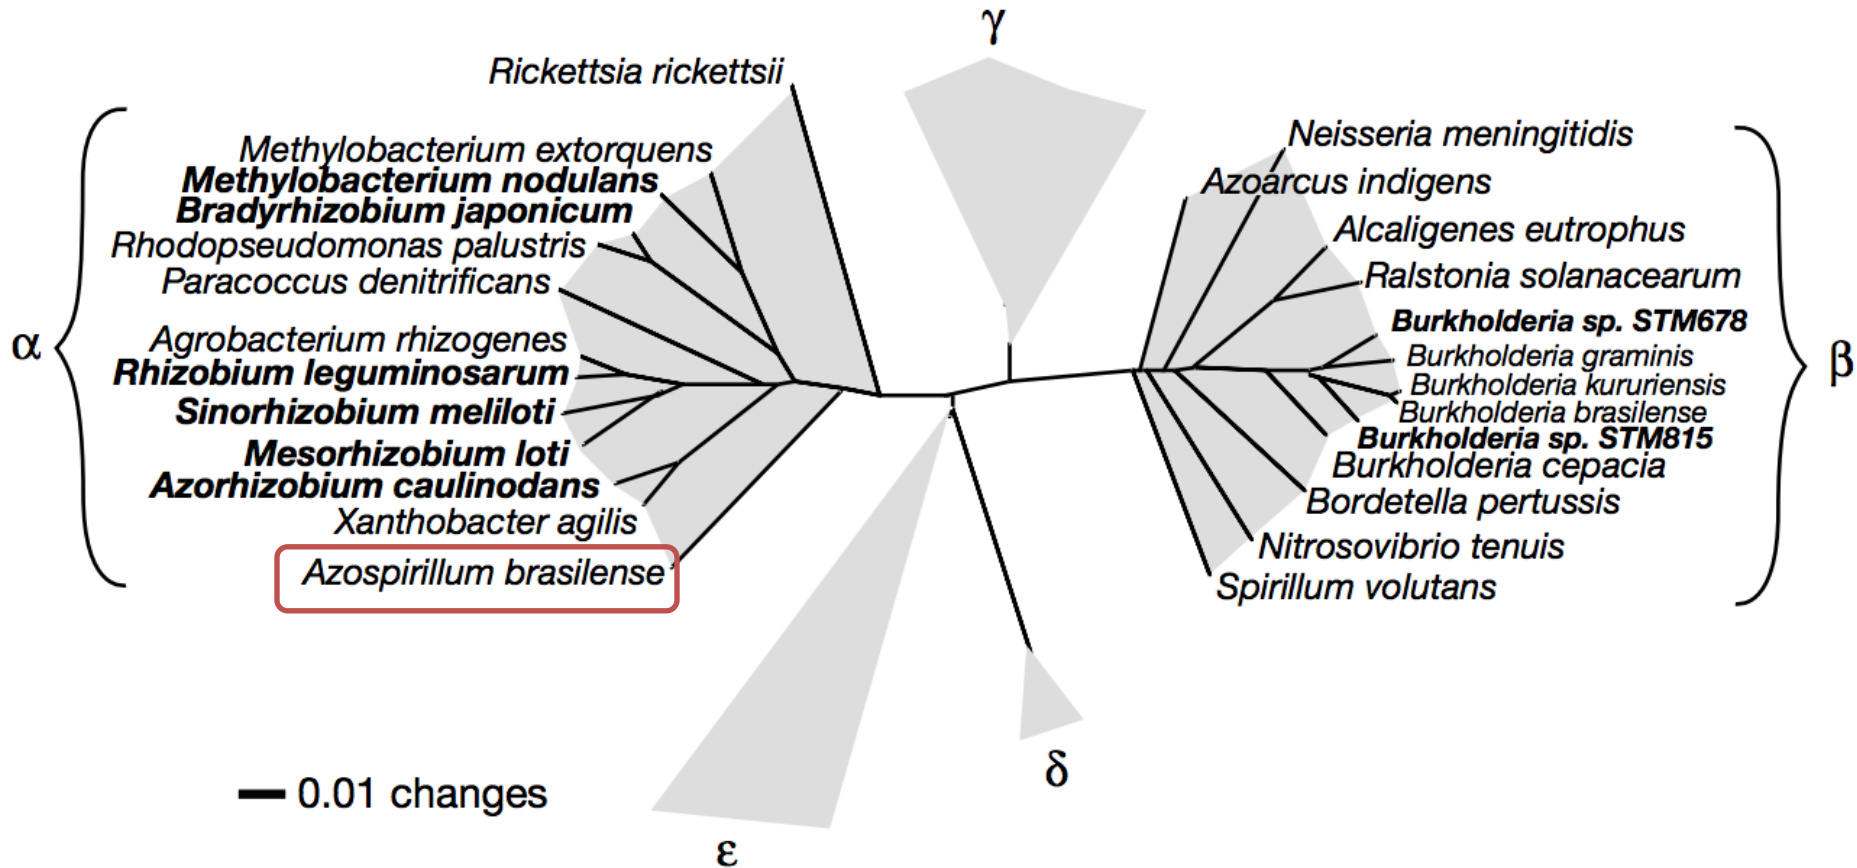 γ
Rickettsia rickettsii
Methylobacterium extorquens
Methylobacterium nodulans
Bradyrhizobium japonicum
Rhodopseudomonas palustris
Paracoccus denitrificans
Agrobacterium rhizogenes
Rhizobium leguminosarum
Sinorhizobium meliloti
Mesorhizobium loti
Azorhizobium caulinodans
Xanthobacter agilis
Azospirillum brasilense
α
Neisseria meningitidis
Azoarcus indigens
Alcaligenes eutrophus
Ralstonia solanacearum
Burkholderia sp. STM678
Burkholderia graminis
Burkholderia kururiensis
Burkholderia brasilense
Burkholderia sp. STM815
Burkholderia cepacia
Bordetella pertussis
Nitrosovibrio tenuis
Spirillum volutans
β
δ
0.01 changes
ε